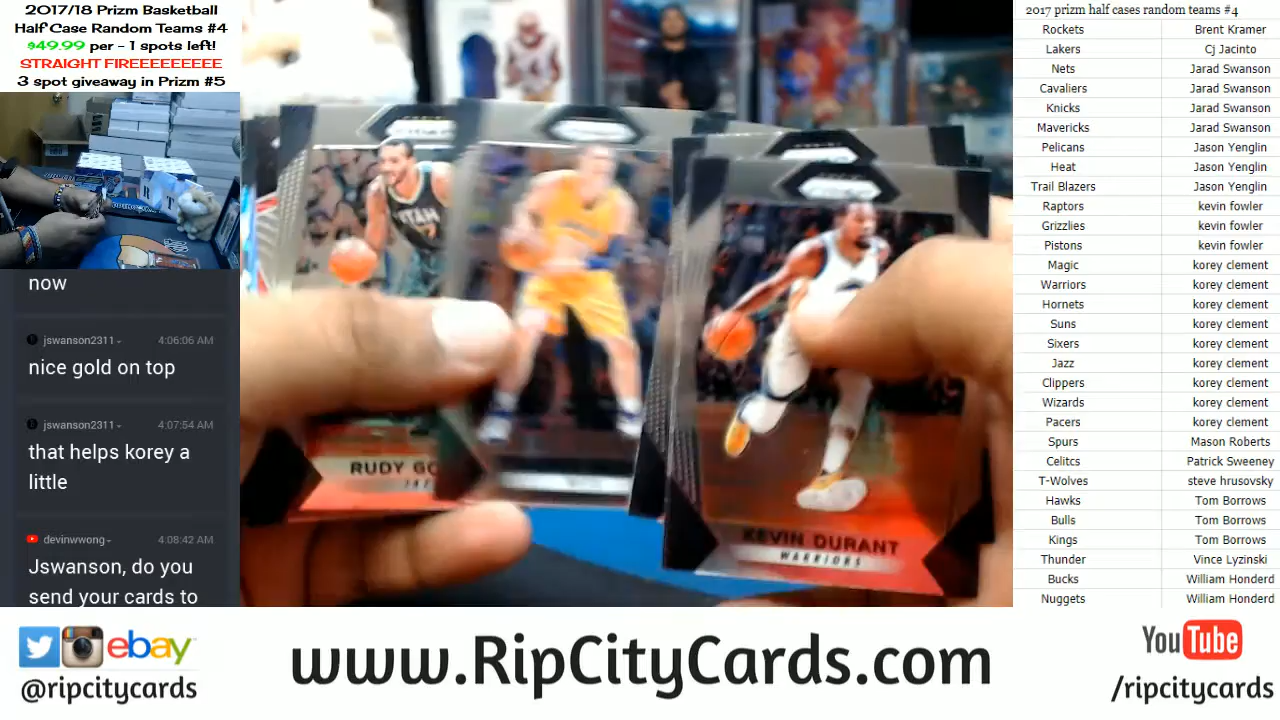 2017/18 Prizm Basketball
Half Case Random Teams #4
$49.99 per - 1 spots left!
STRAIGHT FIREEEEEEEEE
3 spot giveaway in Prizm #5
now
jswanson2311
4:06:06 AM
nice gold on top
jswanson2311
4:07:54 AM
that helps korey a
little
devinwwong
4:08:42 AM
Jswanson, do you
send your cards to
UTAH
RUDY GO
KEVIN DURANT
WARRIORS
2017 prizm half cases random teams #4
Rockets Brent Kramer
Lakers Cj Jacinto
Nets Jarad Swanson
Cavaliers Jarad Swanson
Knicks Jarad Swanson
Mavericks Jarad Swanson
Pelicans Jason Yenglin
Heat Jason Yenglin
Trail Blazers Jason Yenglin
Raptors kevin fowler
Grizzlies kevin fowler
Pistons kevin fowler
Magic korey clement
Warriors korey clement
Hornets korey clement
Suns korey clement
Sixers korey clement
Jazz korey clement
Clippers korey clement
Wizards korey clement
Pacers korey clement
Spurs Mason Roberts
Celitcs Patrick Sweeney
T-Wolves steve hrusovsky
Hawks Tom Borrows
Bulls Tom Borrows
Kings Tom Borrows
Thunder Vince Lyzinski
Bucks William Honderd
Nuggets William Honderd
ebay
@ripcitycards
www.RipCityCards.com
YouTube
/ripcitycards